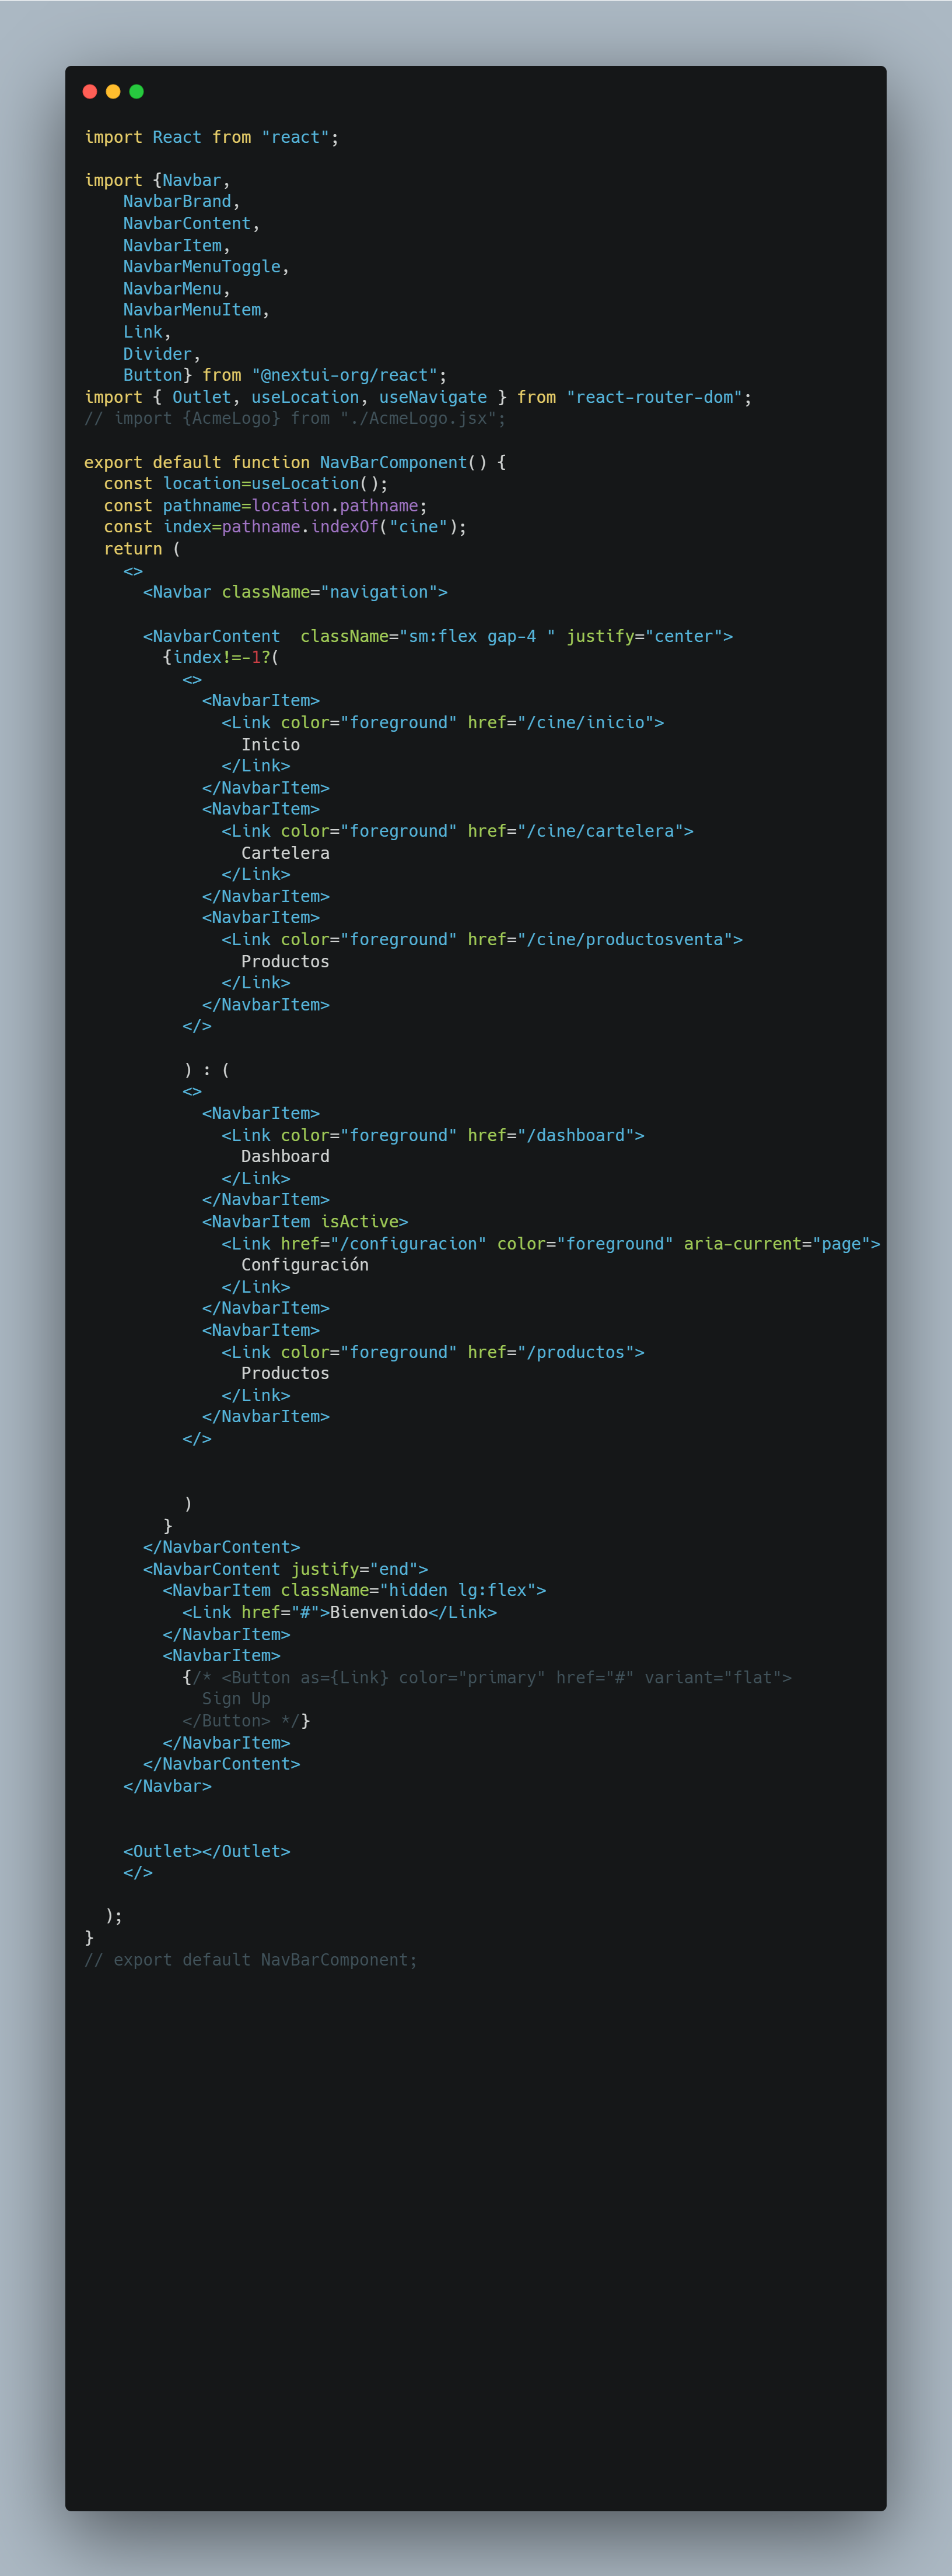 import React from "react";

import {Navbar,
    NavbarBrand,
    NavbarContent,
    NavbarItem,
    NavbarMenuToggle,
    NavbarMenu,
    NavbarMenuItem,
    Link,
    Divider,
    Button} from "@nextui-org/react";
import { Outlet, useLocation, useNavigate } from "react-router-dom";
// import {AcmeLogo} from "./AcmeLogo.jsx";

export default function NavBarComponent() {
  const location=useLocation();
  const pathname=location.pathname;
  const index=pathname.indexOf("cine");
  return (
    <>
      <Navbar className="navigation">

      <NavbarContent  className="sm:flex gap-4 " justify="center">
        {index!=-1?(
          <>
            <NavbarItem>
              <Link color="foreground" href="/cine/inicio">
                Inicio
              </Link>
            </NavbarItem>
            <NavbarItem>
              <Link color="foreground" href="/cine/cartelera">
                Cartelera
              </Link>
            </NavbarItem>
            <NavbarItem>
              <Link color="foreground" href="/cine/productosventa">
                Productos
              </Link>
            </NavbarItem>
          </>

          ) : (
          <>
            <NavbarItem>
              <Link color="foreground" href="/dashboard">
                Dashboard
              </Link>
            </NavbarItem>
            <NavbarItem isActive>
              <Link href="/configuracion" color="foreground" aria-current="page">
                Configuración
              </Link>
            </NavbarItem>
            <NavbarItem>
              <Link color="foreground" href="/productos">
                Productos
              </Link>
            </NavbarItem>
          </>


          )
        }
      </NavbarContent>
      <NavbarContent justify="end">
        <NavbarItem className="hidden lg:flex">
          <Link href="#">Bienvenido</Link>
        </NavbarItem>
        <NavbarItem>
          {/* <Button as={Link} color="primary" href="#" variant="flat">
            Sign Up
          </Button> */}
        </NavbarItem>
      </NavbarContent>
    </Navbar>


    <Outlet></Outlet>
    </>

  );
}
// export default NavBarComponent;